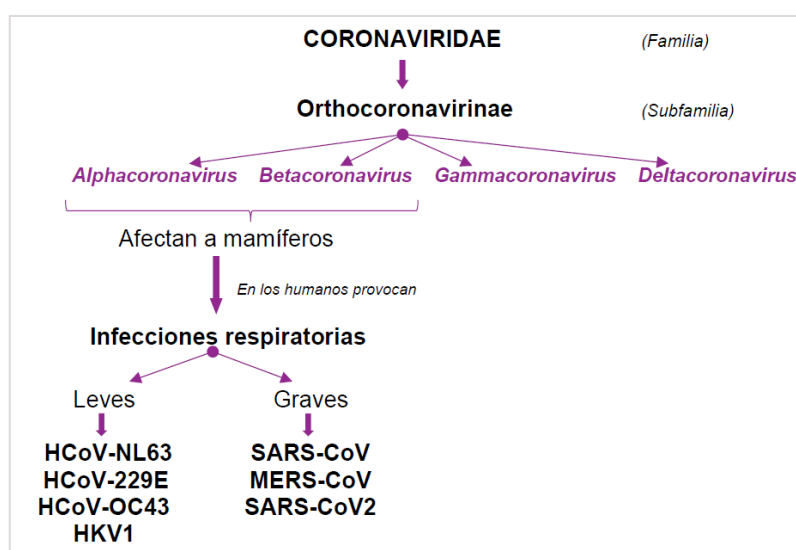 CORONAVIRIDAE (Familia)
Orthocoronavirinae (Subfamilia)
Alphacoronavirus Betacoronavirus Gammacoronavirus Deltacoronavirus
Afectan a mamíferos
En los humanos provocan
Infecciones respiratorias
Leves Graves
HCoV-NL63 SARS-CoV
HCoV-229E MERS-CoV
HCoV-OC43 SARS-CoV2
HKV1